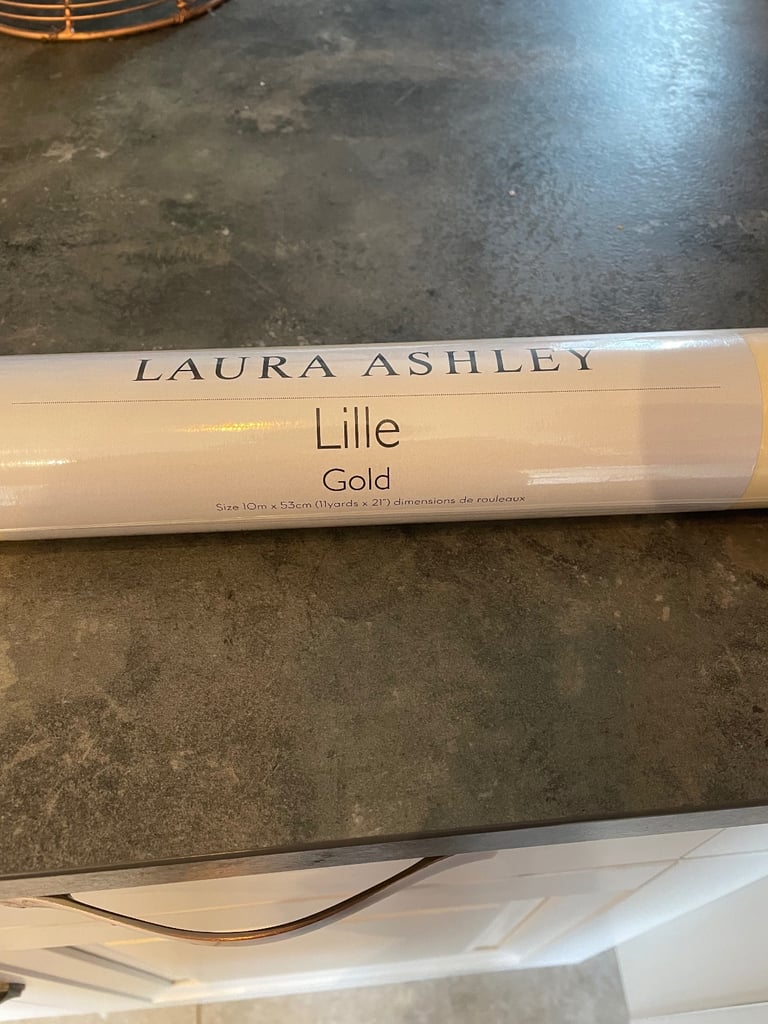 LAURA ASHLEY
Lille
Gold
Size 10m x 53cm (11yards x 21") dimensions de rouleaux